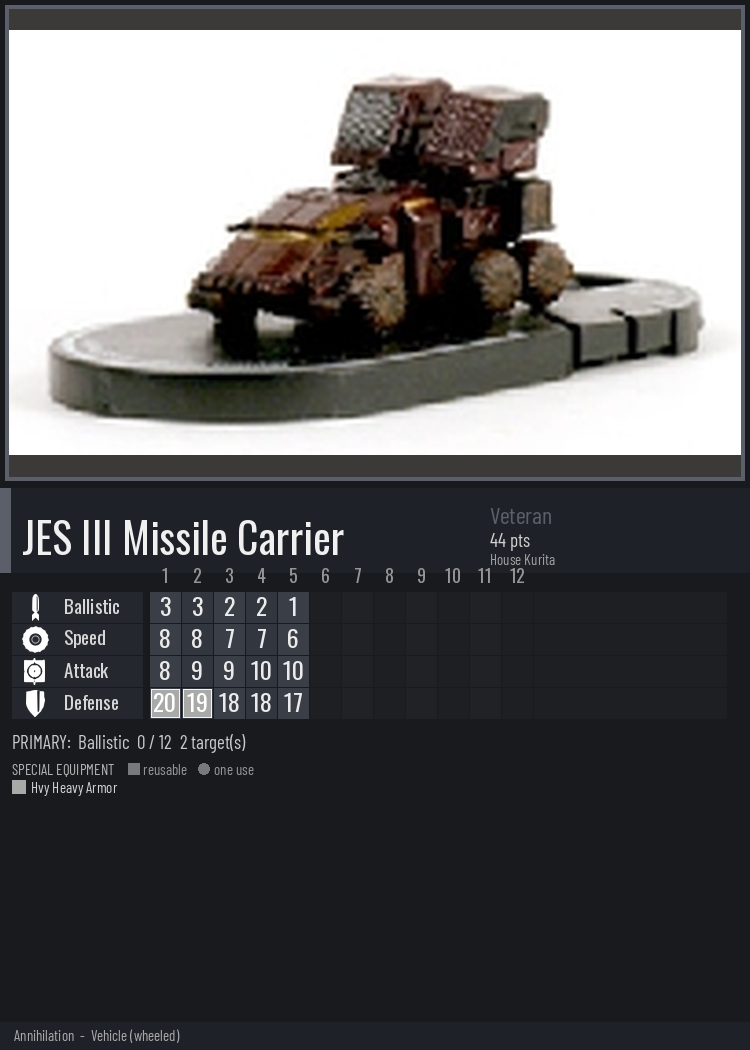 JES III Missile Carrier
Veteran
44 pts
House Kurita
1 2 3 4 5 6 7 8 9 10 11 12
Ballistic 3 3 2 2 1
Speed 8 8 7 7 6
Attack 8 9 9 10 10
Defense 20 19 18 18 17
PRIMARY: Ballistic 0 / 12 2 target(s)
SPECIAL EQUIPMENT reusable one use
Hvy Heavy Armor
Annihilation - Vehicle (wheeled)